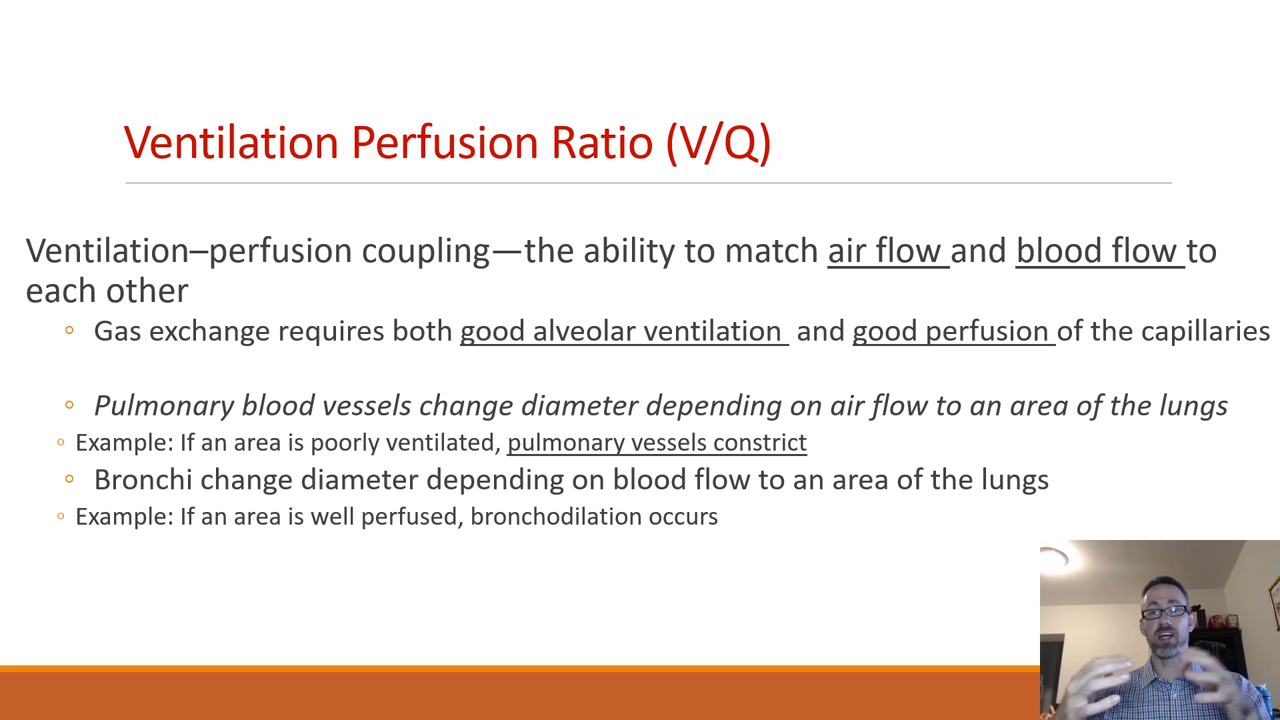 Ventilation Perfusion Ratio (V/Q)
Ventilation–perfusion coupling—the ability to match air flow and blood flow to
each other
Gas exchange requires both good alveolar ventilation and good perfusion of the capillaries
Pulmonary blood vessels change diameter depending on air flow to an area of the lungs
Example: If an area is poorly ventilated, pulmonary vessels constrict
Bronchi change diameter depending on blood flow to an area of the lungs
Example: If an area is well perfused, bronchodilation occurs